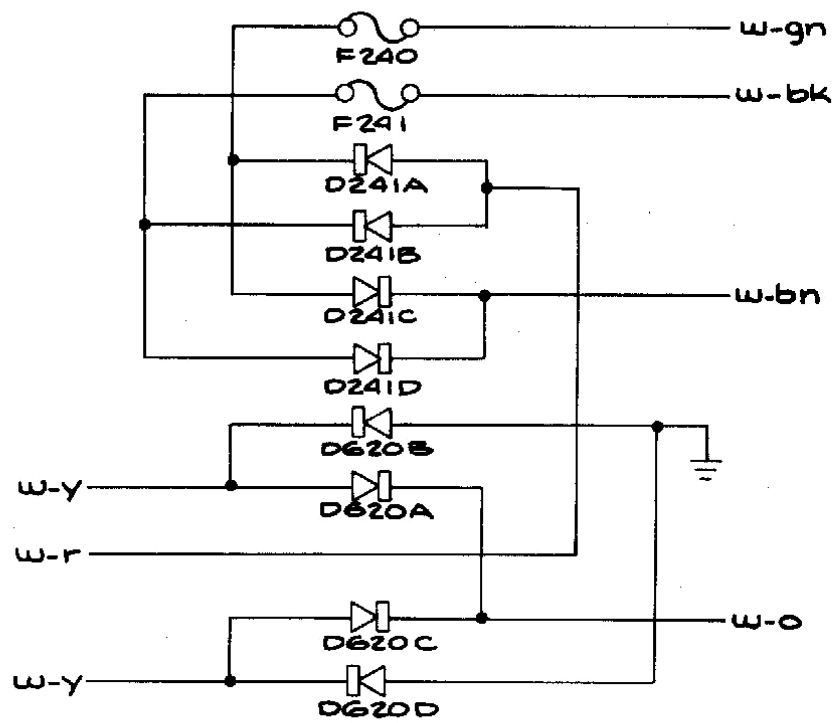 w-gn
F240
w-bk
F241
D241A
D241B
D241C
w-bn
D241D
D620B
w-y
D620A
w-r
D620C
w-o
w-y
D620D